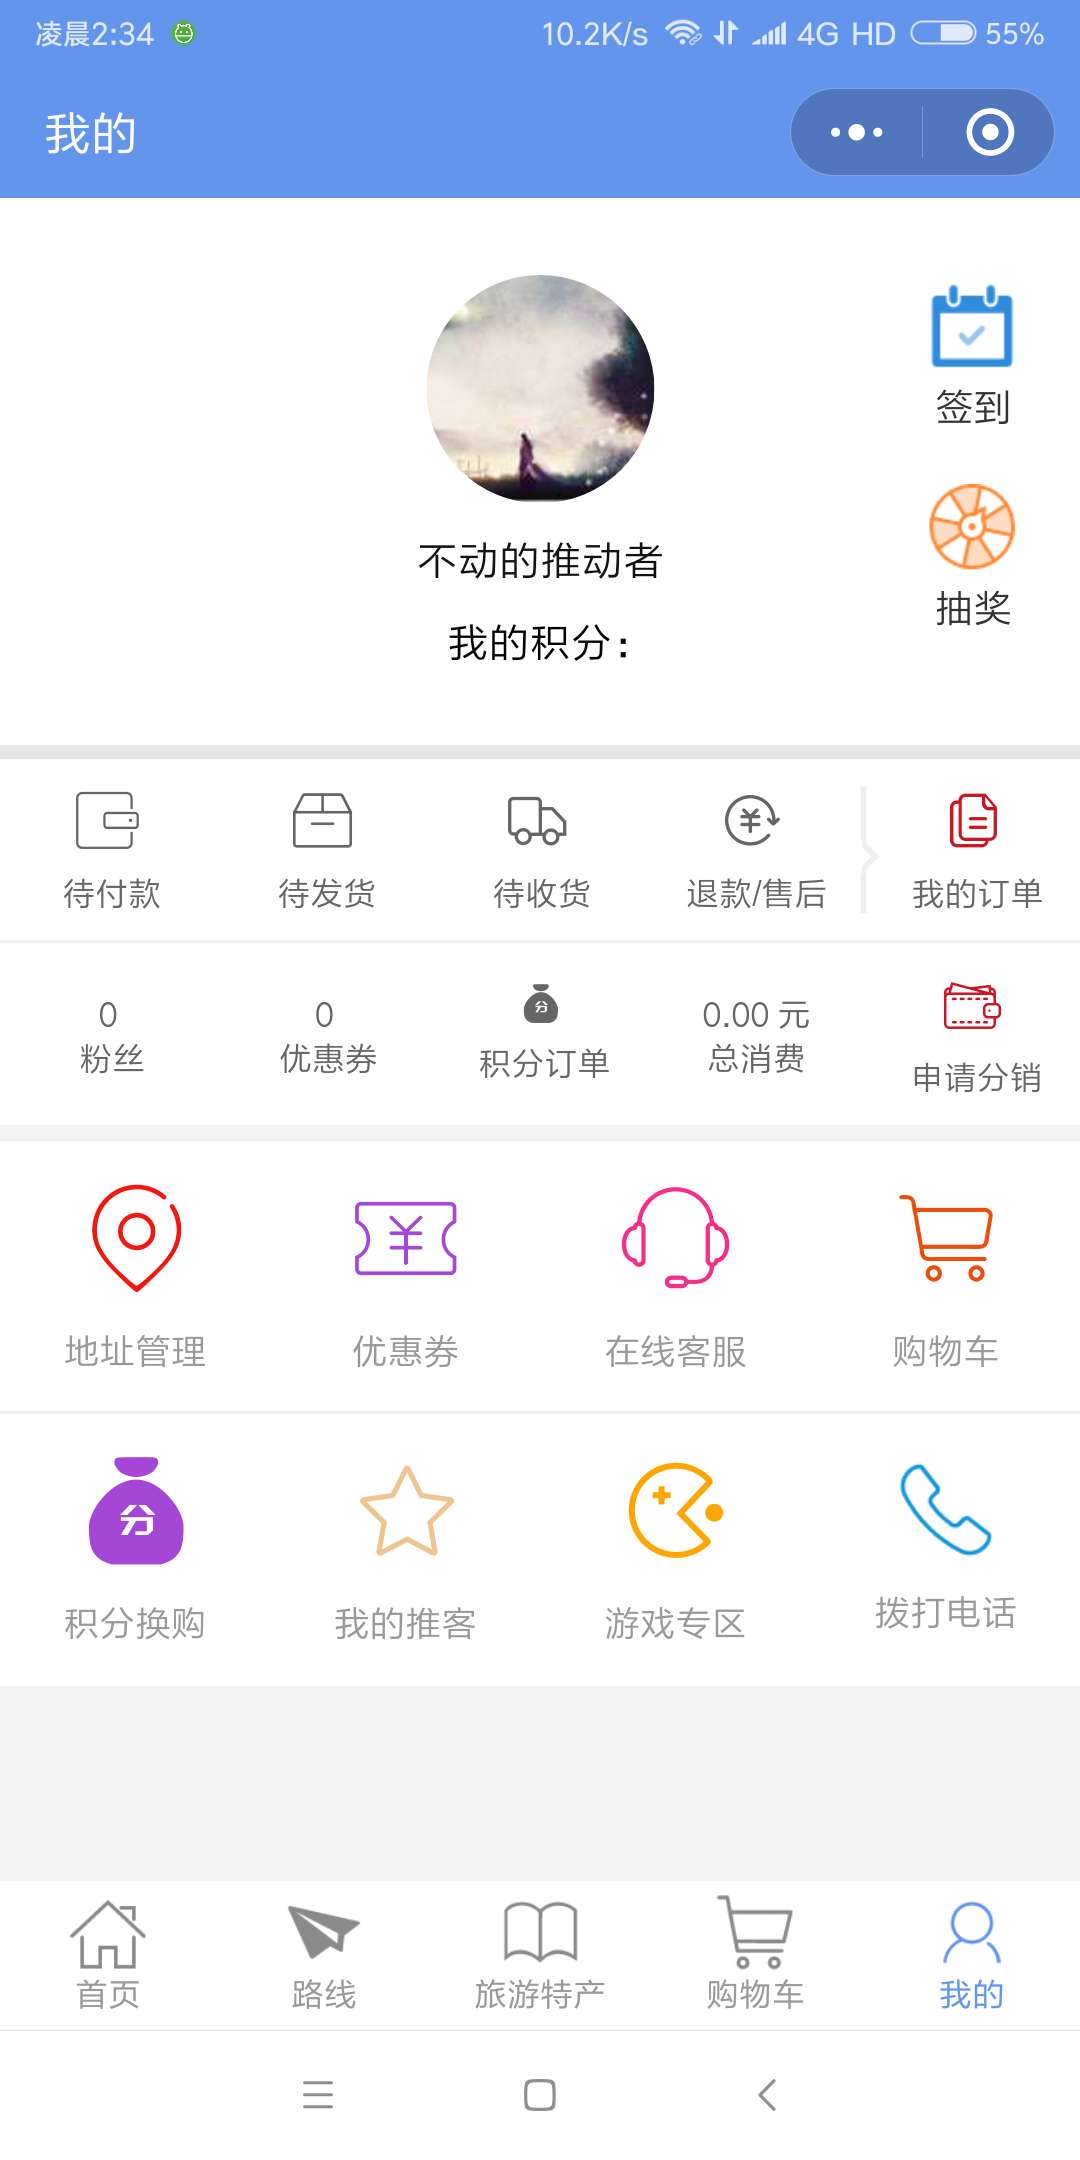 凌晨2:34 10.2K/s 4G HD 55%
我的
签到
抽奖
不动的推动者
我的积分：
待付款 待发货 待收货 退款/售后 我的订单
0 0 分 0.00 元
粉丝 优惠券 积分订单 总消费 申请分销
地址管理 优惠券 在线客服 购物车
分
积分换购 我的推客 游戏专区 拨打电话
首页 路线 旅游特产 购物车 我的